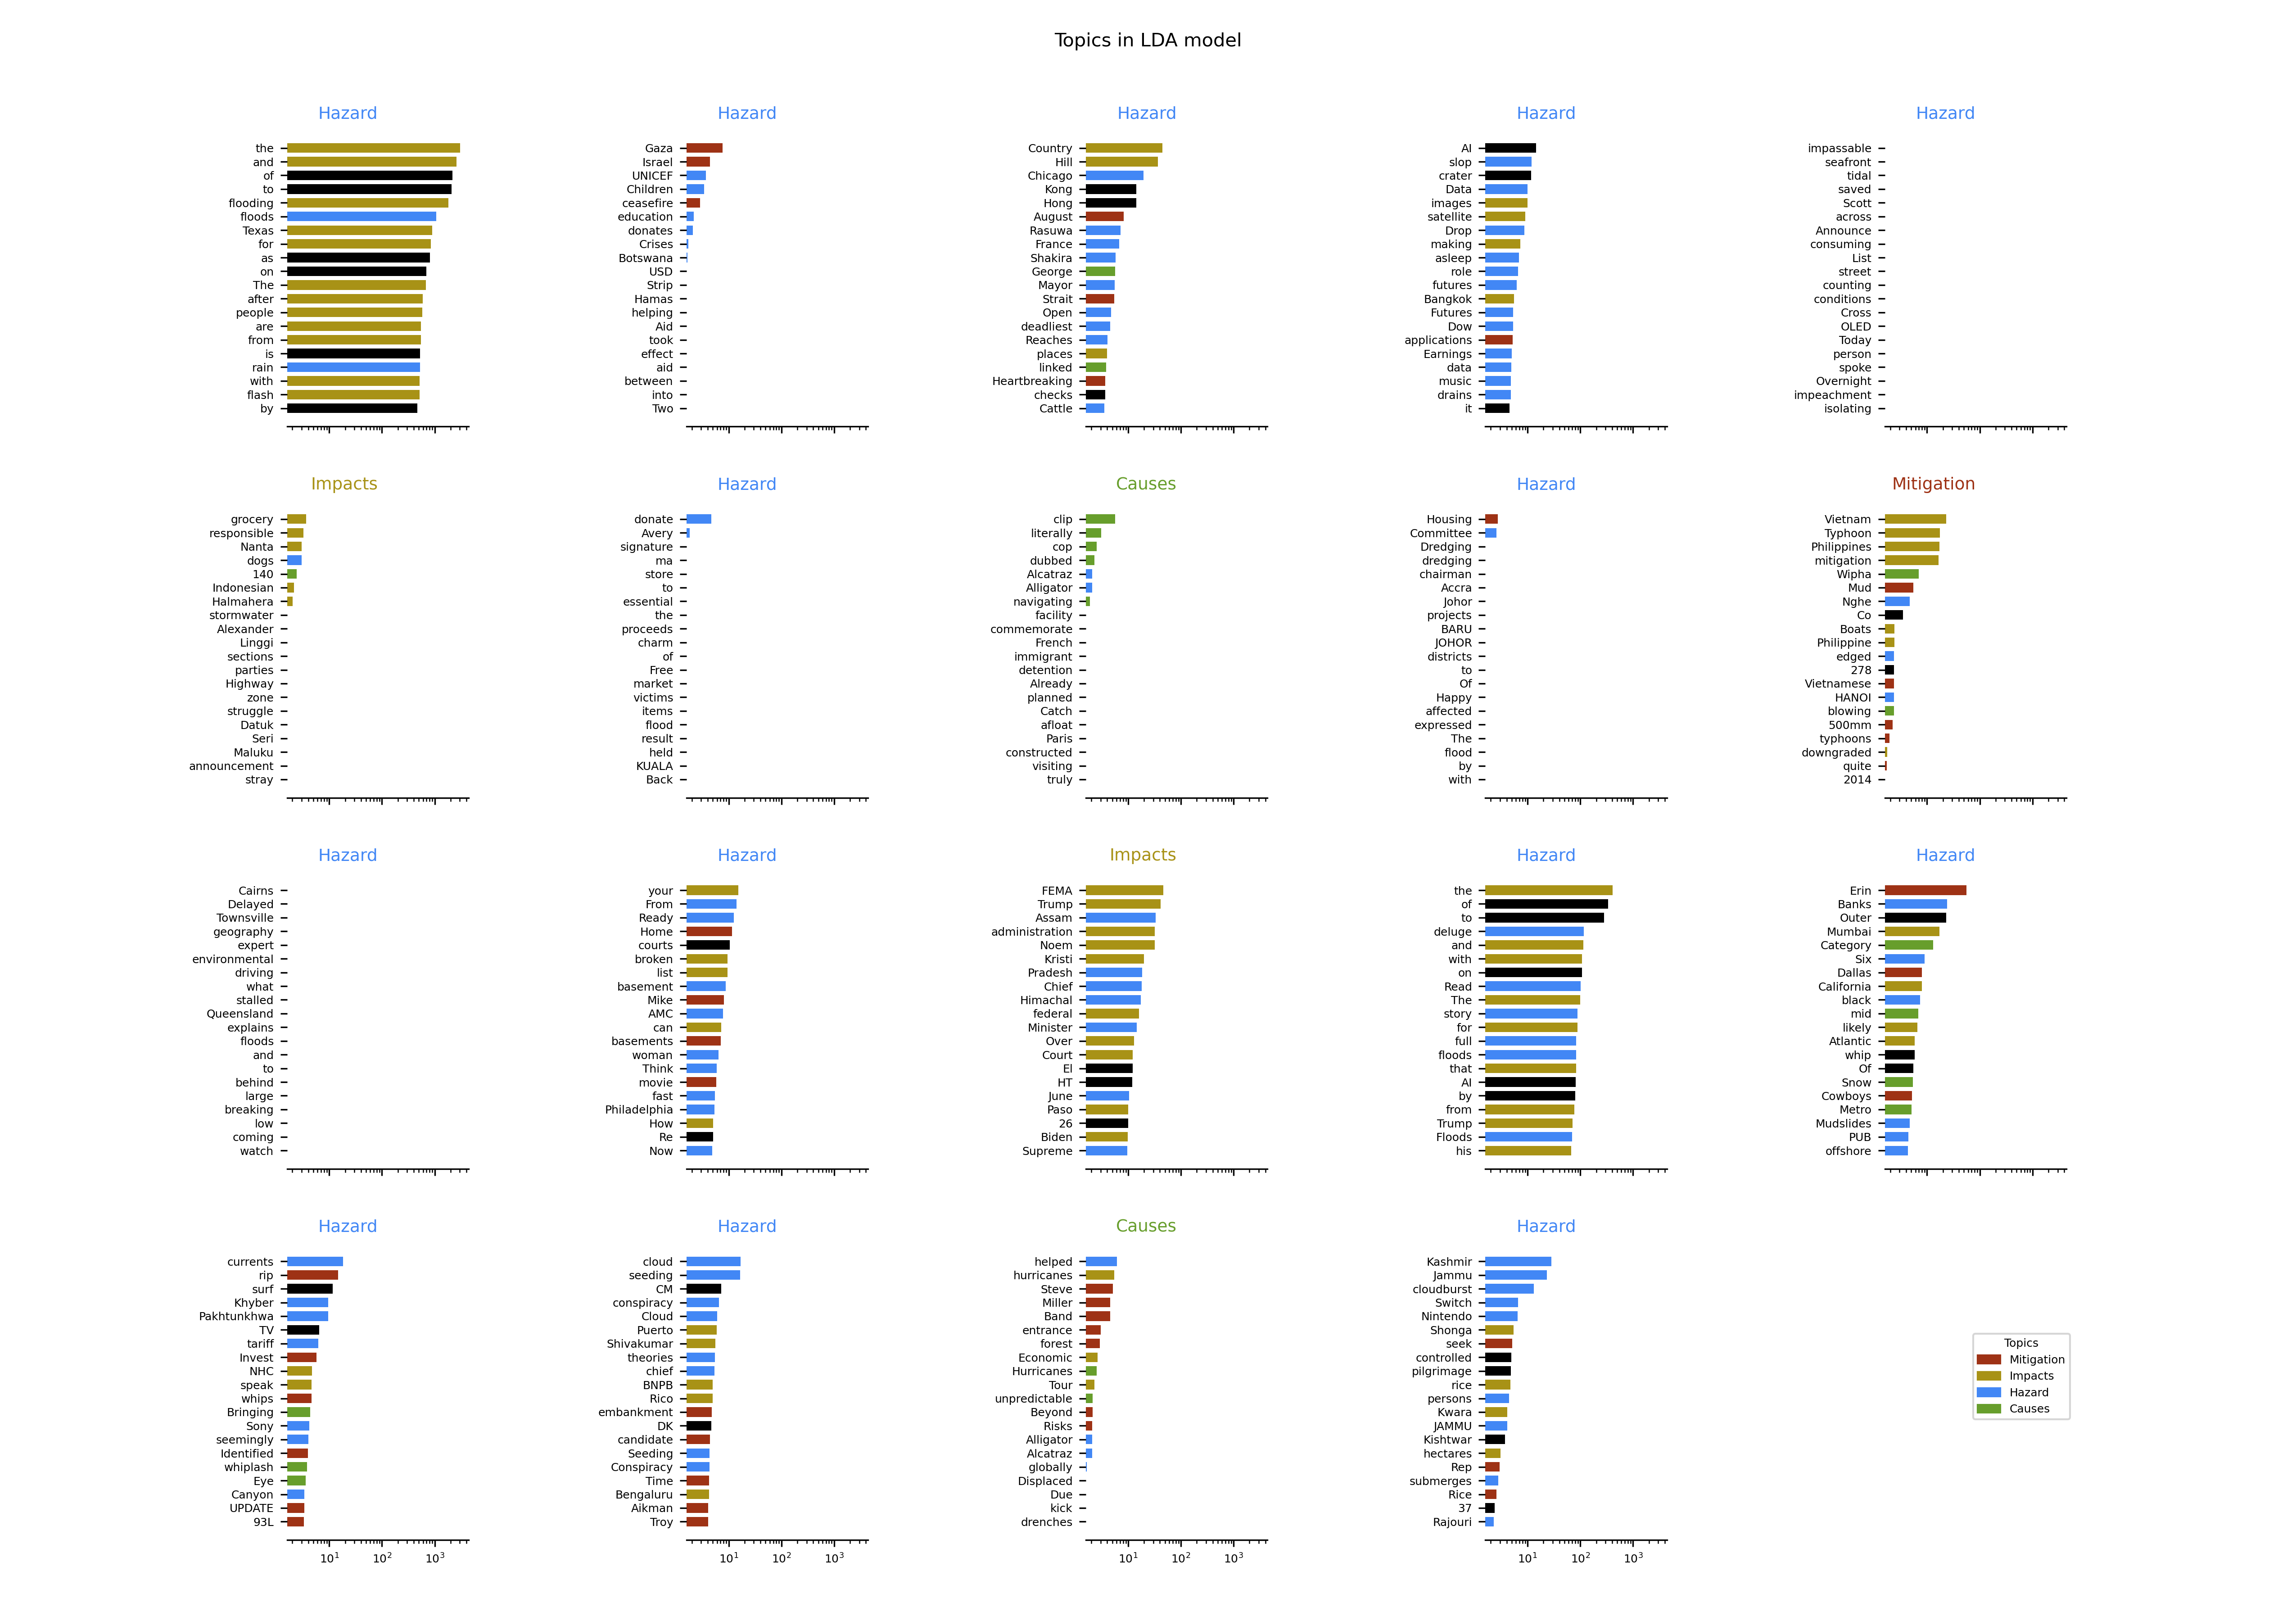 Topics in LDA model
Hazard
the
and
of
to
flooding
floods
Texas
for
as
on
The
after
people
are
from
is
rain
with
flash
by
Hazard
Gaza
Israel
UNICEF
Children
ceasefire
education
donates
Crises
Botswana
USD
Strip
Hamas
helping
Aid
took
effect
aid
between
into
Two
Hazard
Country
Hill
Chicago
Kong
Hong
August
Rasuwa
France
Shakira
George
Mayor
Strait
Open
deadliest
Reaches
places
linked
Heartbreaking
checks
Cattle
Hazard
AI
slop
crater
Data
images
satellite
Drop
making
asleep
role
futures
Bangkok
Futures
Dow
applications
Earnings
data
music
drains
it
Hazard
impassable
seafront
tidal
saved
Scott
across
Announce
consuming
List
street
counting
conditions
Cross
OLED
Today
person
spoke
Overnight
impeachment
isolating
Impacts
grocery
responsible
Nanta
dogs
140
Indonesian
Halmahera
stormwater
Alexander
Linggi
sections
parties
Highway
zone
struggle
Datuk
Seri
Maluku
announcement
stray
Hazard
donate
Avery
signature
ma
store
to
essential
the
proceeds
charm
of
Free
market
victims
items
flood
result
held
KUALA
Back
Causes
clip
literally
cop
dubbed
Alcatraz
Alligator
navigating
facility
commemorate
French
immigrant
detention
Already
planned
Catch
afloat
Paris
constructed
visiting
truly
Hazard
Housing
Committee
Dredging
dredging
chairman
Accra
Johor
projects
BARU
JOHOR
districts
to
Of
Happy
affected
expressed
The
flood
by
with
Mitigation
Vietnam
Typhoon
Philippines
mitigation
Wipha
Mud
Nghe
Co
Boats
Philippine
edged
278
Vietnamese
HANOI
blowing
500mm
typhoons
downgraded
quite
2014
Hazard
Cairns
Delayed
Townsville
geography
expert
environmental
driving
what
stalled
Queensland
explains
floods
and
to
behind
large
breaking
low
coming
watch
Hazard
your
From
Ready
Home
courts
broken
list
basement
Mike
AMC
can
basements
woman
Think
movie
fast
Philadelphia
How
Re
Now
Impacts
FEMA
Trump
Assam
administration
Noem
Kristi
Pradesh
Chief
Himachal
federal
Minister
Over
Court
El
HT
June
Paso
26
Biden
Supreme
Hazard
the
of
to
deluge
and
with
on
Read
The
story
for
full
floods
that
AI
by
from
Trump
Floods
his
Hazard
Erin
Banks
Outer
Mumbai
Category
Six
Dallas
California
black
mid
likely
Atlantic
whip
Of
Snow
Cowboys
Metro
Mudslides
PUB
offshore
Hazard
currents
rip
surf
Khyber
Pakhtunkhwa
TV
tariff
Invest
NHC
speak
whips
Bringing
Sony
seemingly
Identified
whiplash
Eye
Canyon
UPDATE
93L
10¹ 10² 10³
Hazard
cloud
seeding
CM
conspiracy
Cloud
Puerto
Shivakumar
theories
chief
BNPB
Rico
embankment
DK
candidate
Seeding
Conspiracy
Time
Bengaluru
Aikman
Troy
10¹ 10² 10³
Causes
helped
hurricanes
Steve
Miller
Band
entrance
forest
Economic
Hurricanes
Tour
unpredictable
Beyond
Risks
Alligator
Alcatraz
globally
Displaced
Due
kick
drenches
10¹ 10² 10³
Hazard
Kashmir
Jammu
cloudburst
Switch
Nintendo
Shonga
seek
controlled
pilgrimage
rice
persons
Kwara
JAMMU
Kishtwar
hectares
Rep
submerges
Rice
37
Rajouri
10¹ 10² 10³
Topics
Mitigation
Impacts
Hazard
Causes